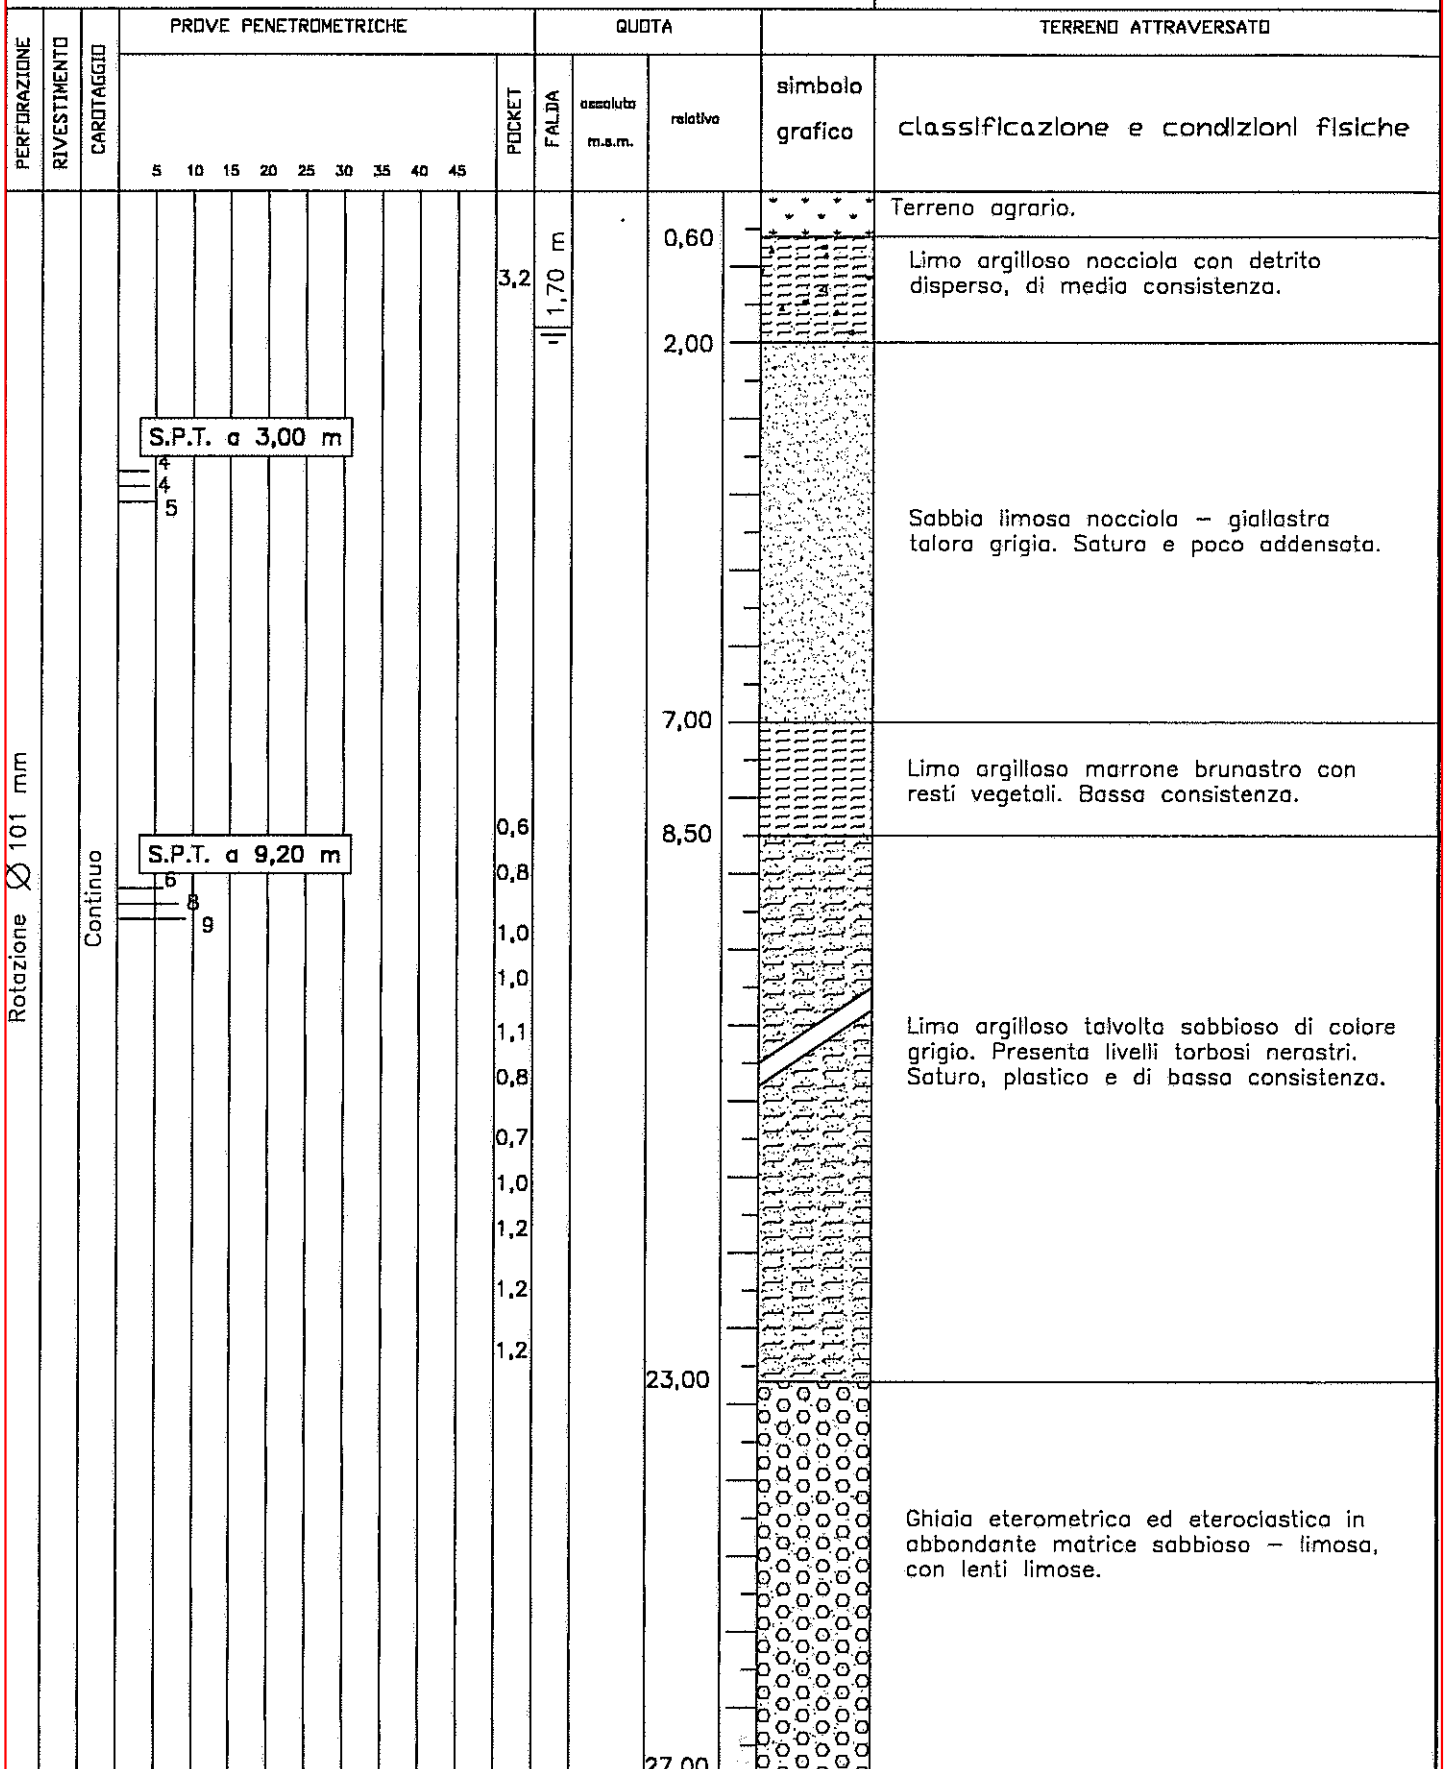 PROVE PENETROMETRICHE
QUOTA
TERRENO ATTRAVERSATO
PERFORAZIONE
RIVESTIMENTO
CAROTAGGIO
POCKET
FALDA
assoluta
m.s.m.
relativa
simbolo
grafico
classificazione e condizioni fisiche
5 10 15 20 25 30 35 40 45
Terreno agrario.
0,60
3,2
1,70 m
Limo argilloso nocciola con detrito
disperso, di media consistenza.
2,00
S.P.T. a 3,00 m
4
4
5
Sabbia limosa nocciola – giallastra
talora grigia. Satura e poco addensata.
7,00
Limo argilloso marrone brunastro con
resti vegetali. Bassa consistenza.
0,6
8,50
S.P.T. a 9,20 m
6
8
9
Rotazione Ø 101 mm
Continuo
0,8
1,0
1,0
1,1
0,8
0,7
1,0
1,2
1,2
1,2
Limo argilloso talvolta sabbioso di colore
grigio. Presenta livelli torbosi nerastri.
Saturo, plastico e di bassa consistenza.
23,00
Ghiaia eterometrica ed eteroclastica in
abbondante matrice sabbioso – limosa,
con lenti limose.
27,00